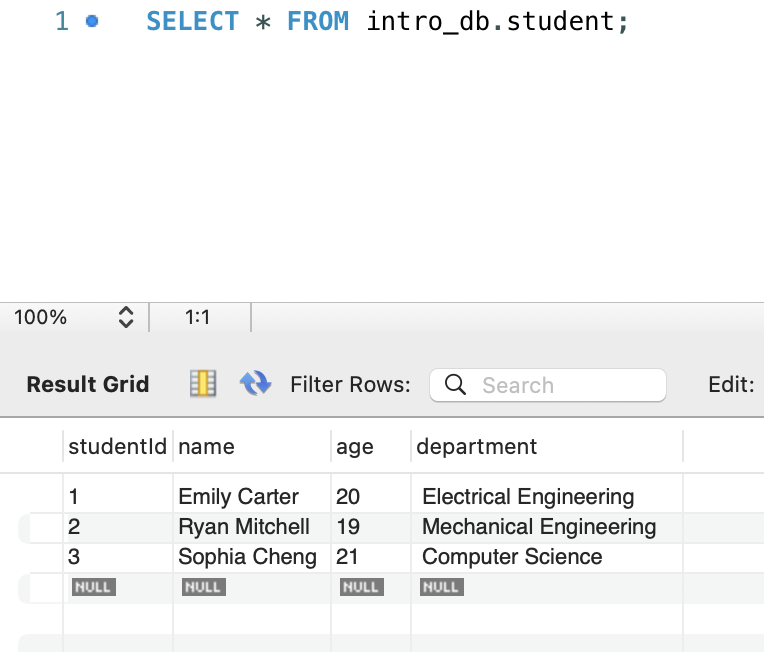 1 SELECT * FROM intro_db.student;
100% 1:1
Result Grid Filter Rows: Search Edit:
studentId name age department
1 Emily Carter 20 Electrical Engineering
2 Ryan Mitchell 19 Mechanical Engineering
3 Sophia Cheng 21 Computer Science
NULL NULL NULL NULL